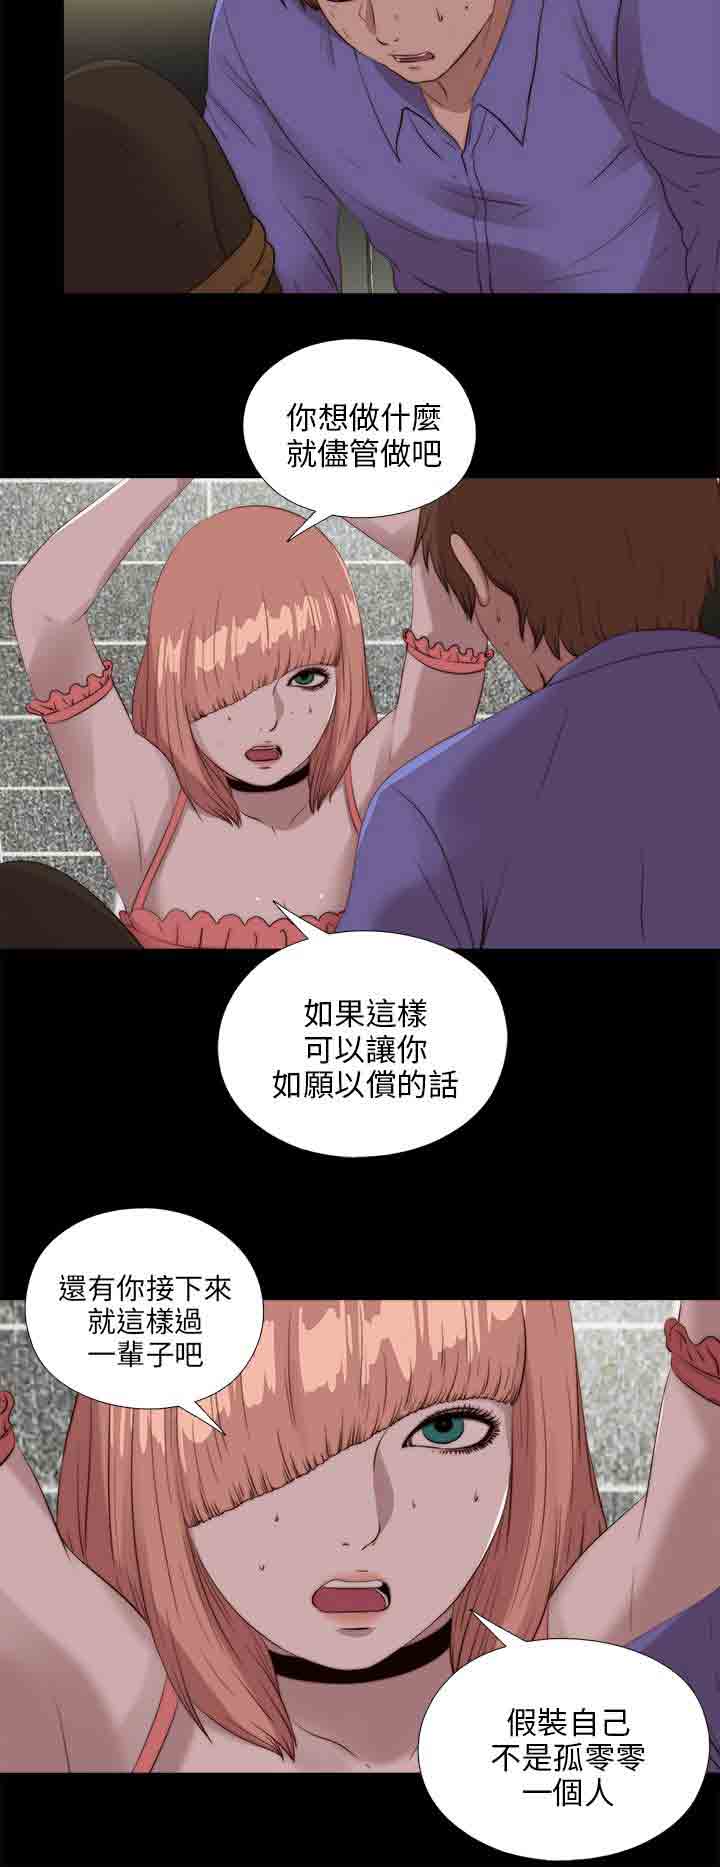 你想做什麼
就儘管做吧
如果這樣
可以讓你
如願以償的話
還有你接下來
就這樣過
一輩子吧
假裝自己
不是孤零零
一個人